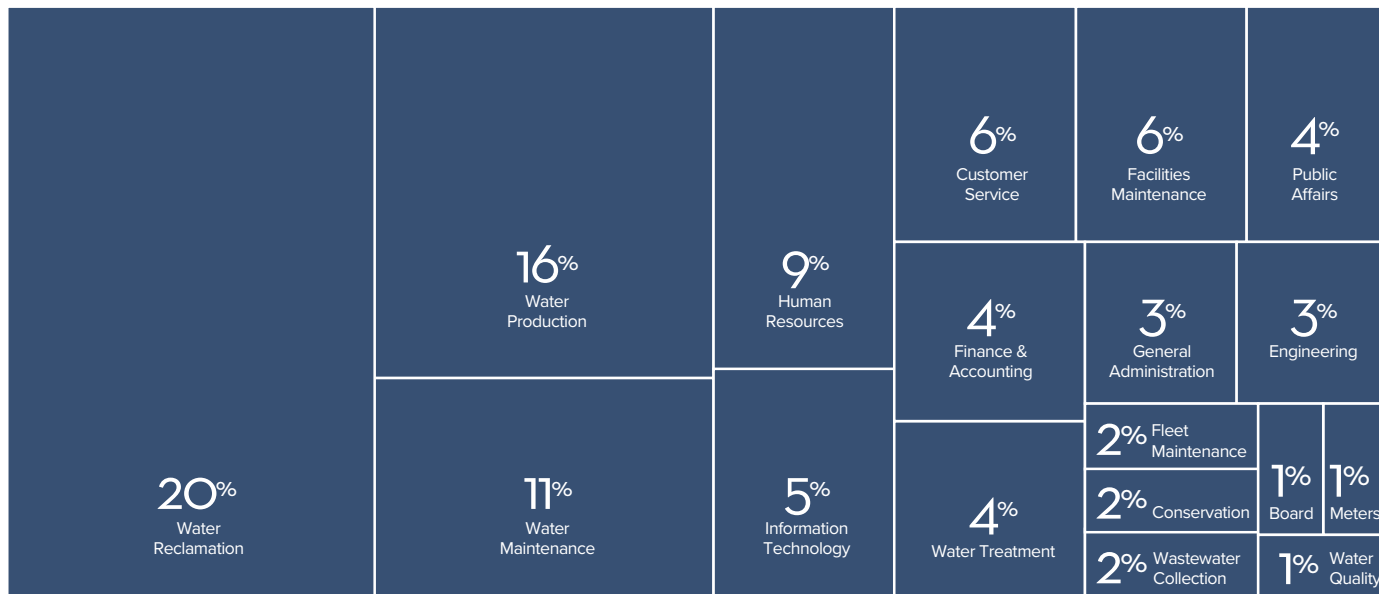 20%
Water
Reclamation
16%
Water
Production
11%
Water
Maintenance
9%
Human
Resources
5%
Information
Technology
6%
Customer
Service
6%
Facilities
Maintenance
4%
Public
Affairs
4%
Finance &
Accounting
3%
General
Administration
3%
Engineering
4%
Water Treatment
2% Fleet
Maintenance
2% Conservation
2% Wastewater
Collection
1%
Board
1%
Meters
1% Water
Quality